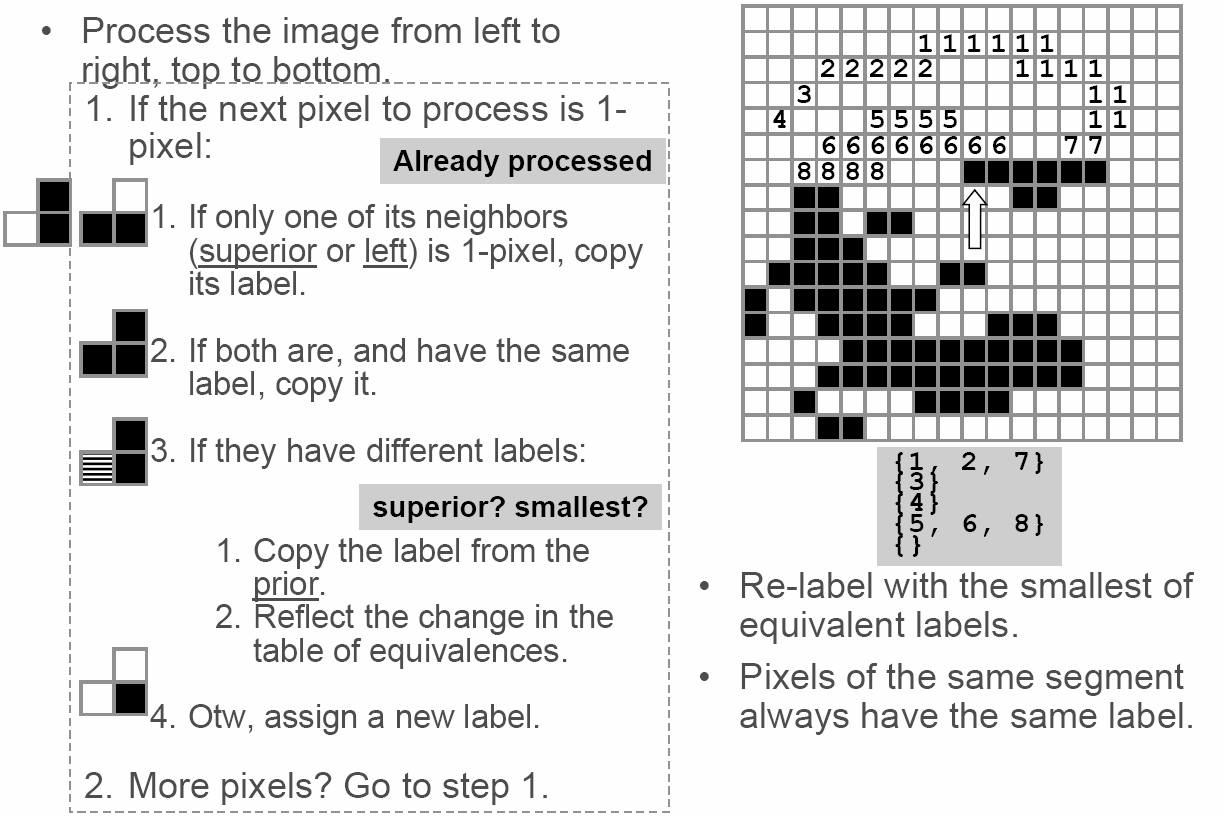 • Process the image from left to
right, top to bottom.
1. If the next pixel to process is 1-
pixel:
Already processed
1. If only one of its neighbors
(superior or left) is 1-pixel, copy
its label.
2. If both are, and have the same
label, copy it.
3. If they have different labels:
superior? smallest?
1. Copy the label from the
prior.
2. Reflect the change in the
table of equivalences.
4. Otw, assign a new label.
2. More pixels? Go to step 1.
1 1 1 1 1 1
2 2 2 2 2 1 1 1 1
3 1 1
4 5 5 5 5 1 1
6 6 6 6 6 6 6 6 7 7
8 8 8 8
{1, 2, 7}
{3}
{4}
{5, 6, 8}
{}
• Re-label with the smallest of
equivalent labels.
• Pixels of the same segment
always have the same label.